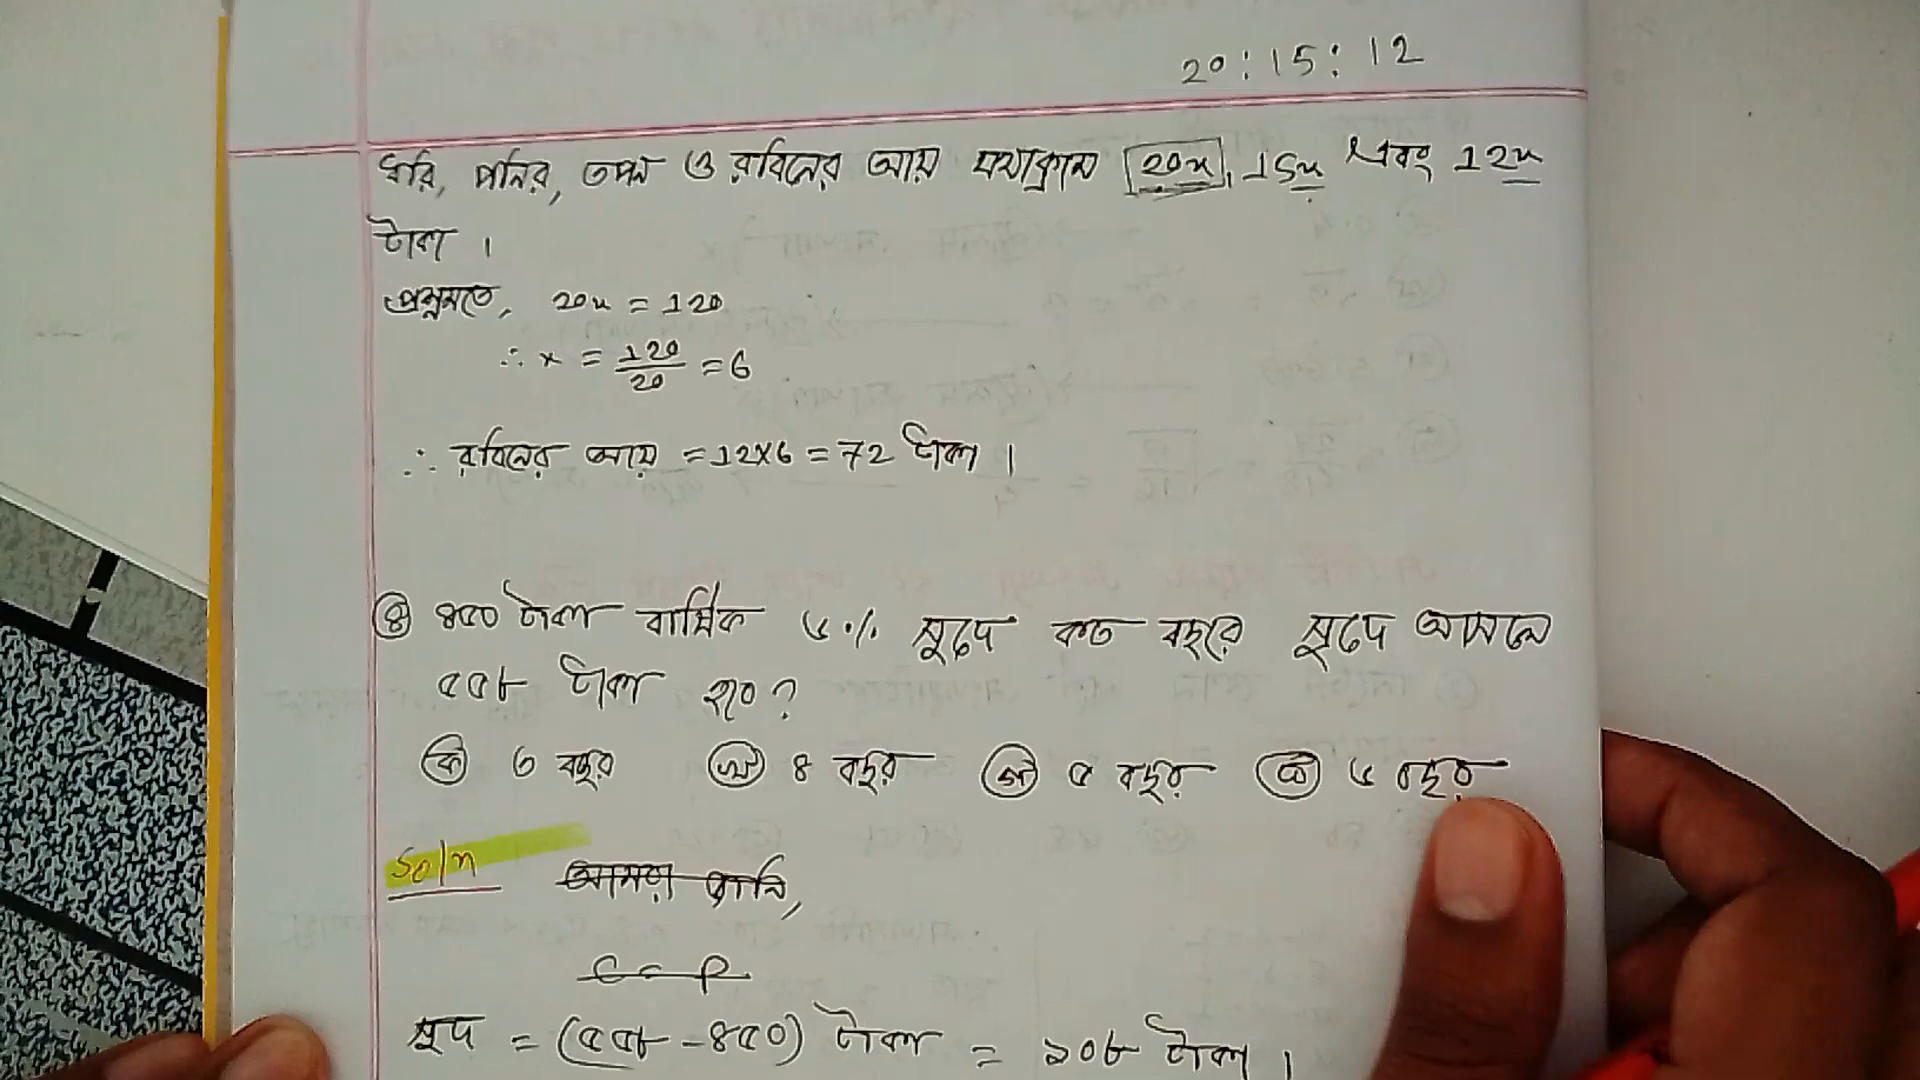 20 : 15 : 12
ধরি, পনির, তপন ও রবিনের আয় যথাক্রমে 20x, 15x এবং 12x
টাকা ।
প্রশ্নমতে, 20x = 120
∴ x = 120/20 = 6
∴ রবিনের আয় = 12×6 = 72 টাকা ।
④ ৪৫০ টাকা বার্ষিক ৬% সুদে কত বছরে সুদে আসলে
৫৫৮ টাকা হবে?
ক ৩ বছর খ ৪ বছর গ ৫ বছর ঘ ৬ বছর
Soln আমরা জানি,
C = P
সুদ = (৫৫৮ - ৪৫০) টাকা = ১০৮ টাকা ।